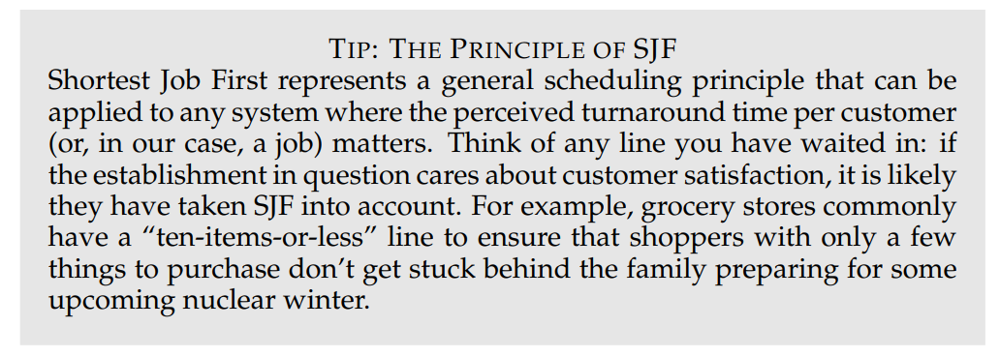 TIP: THE PRINCIPLE OF SJF
Shortest Job First represents a general scheduling principle that can be
applied to any system where the perceived turnaround time per customer
(or, in our case, a job) matters. Think of any line you have waited in: if
the establishment in question cares about customer satisfaction, it is likely
they have taken SJF into account. For example, grocery stores commonly
have a “ten-items-or-less” line to ensure that shoppers with only a few
things to purchase don’t get stuck behind the family preparing for some
upcoming nuclear winter.